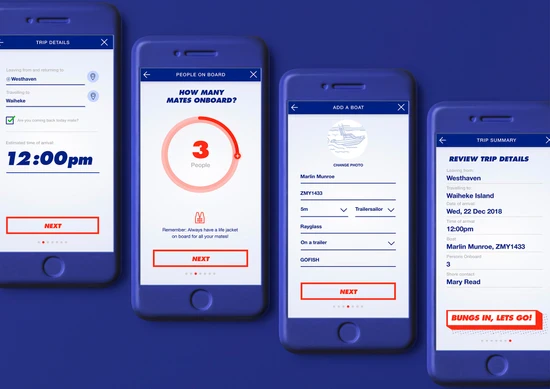 TRIP DETAILS
Leaving from and returning to:
Westhaven
Travelling to:
Waiheke
Are you coming back today mate?
Estimated time of arrival:
12:00pm
NEXT
PEOPLE ON BOARD
HOW MANY
MATES ONBOARD?
3
People
Remember: Always have a life jacket
on board for all your mates!
NEXT
ADD A BOAT
CHANGE PHOTO
Marlin Munroe
ZMY1433
5m
Trailersailor
Rayglass
On a trailer
GOFISH
NEXT
TRIP SUMMARY
REVIEW TRIP DETAILS
Leaving from:
Westhaven
Travelling to:
Waiheke Island
Date of arrival:
Wed, 22 Dec 2018
Time of arrival:
12:00pm
Boat:
Marlin Munroe, ZMY1433
Persons Onboard:
3
Shore contact:
Mary Read
BUNGS IN, LETS GO!